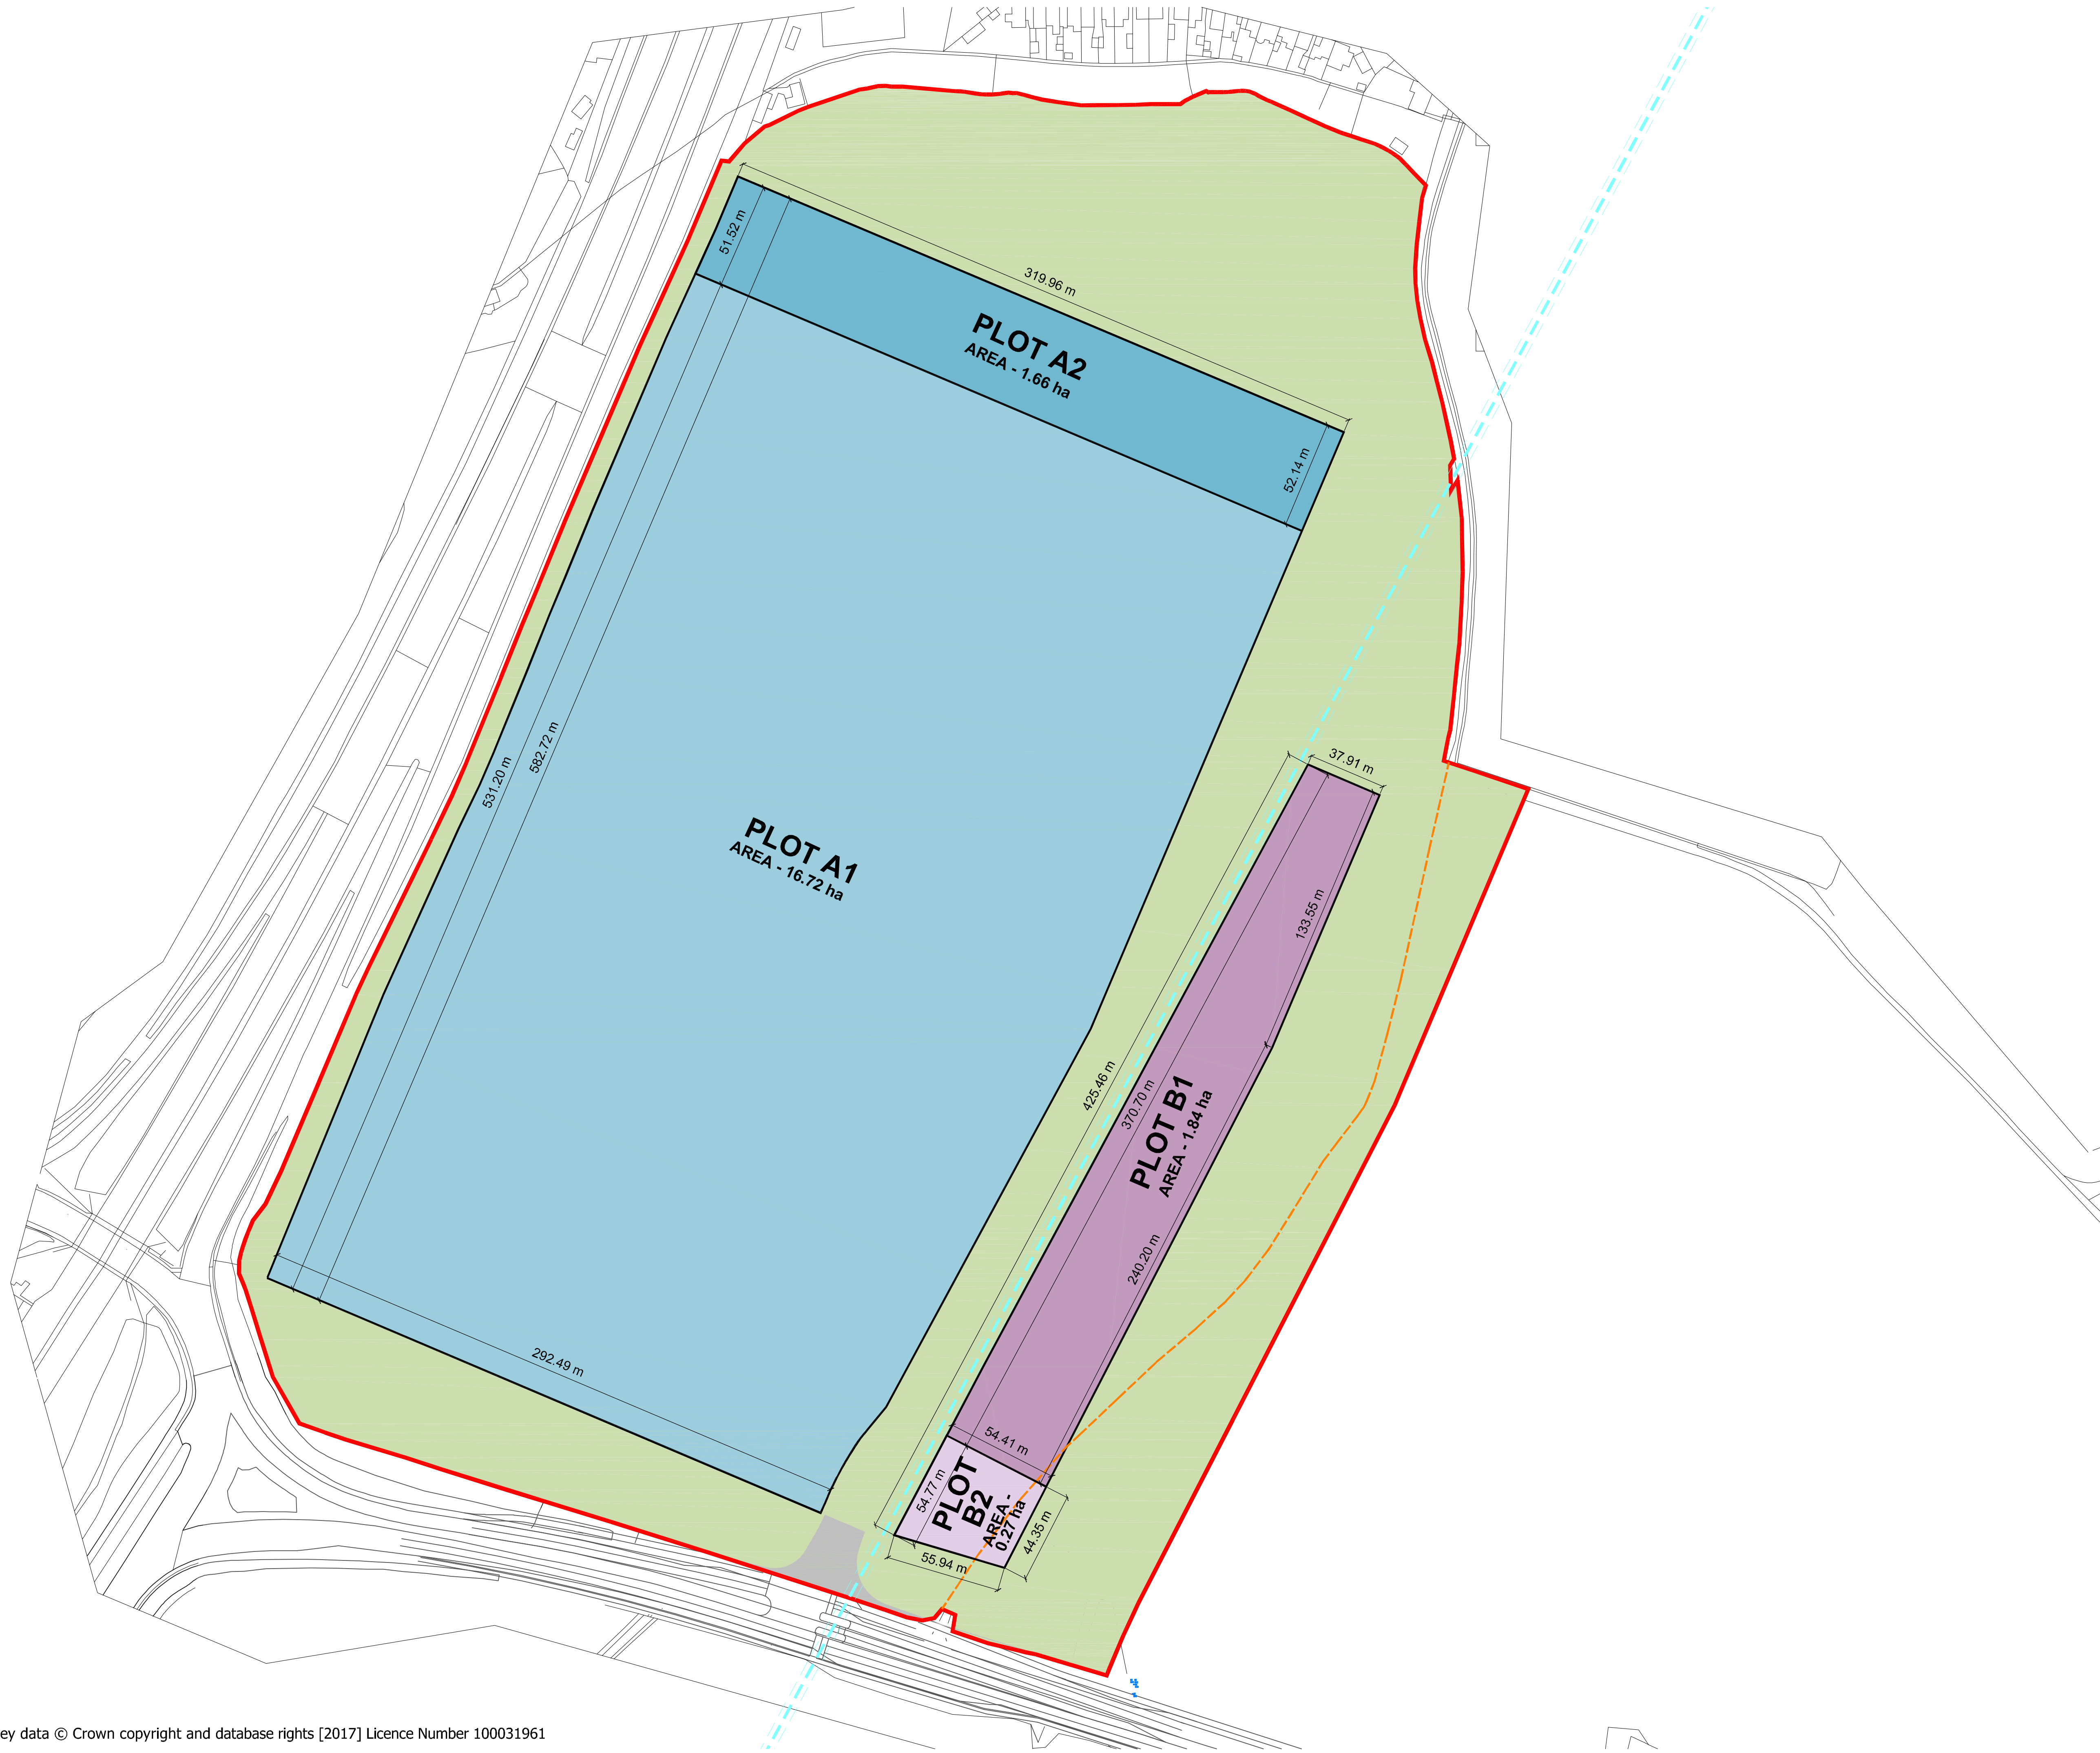 51.52 m
319.96 m
PLOT A2
AREA - 1.66 ha
52.14 m
531.20 m
582.72 m
PLOT A1
AREA - 16.72 ha
37.91 m
133.55 m
425.46 m
370.70 m
PLOT B1
AREA - 1.84 ha
240.20 m
292.49 m
54.41 m
54.77 m
PLOT
B2
AREA -
0.27 ha
44.35 m
55.94 m
ey data © Crown copyright and database rights [2017] Licence Number 100031961